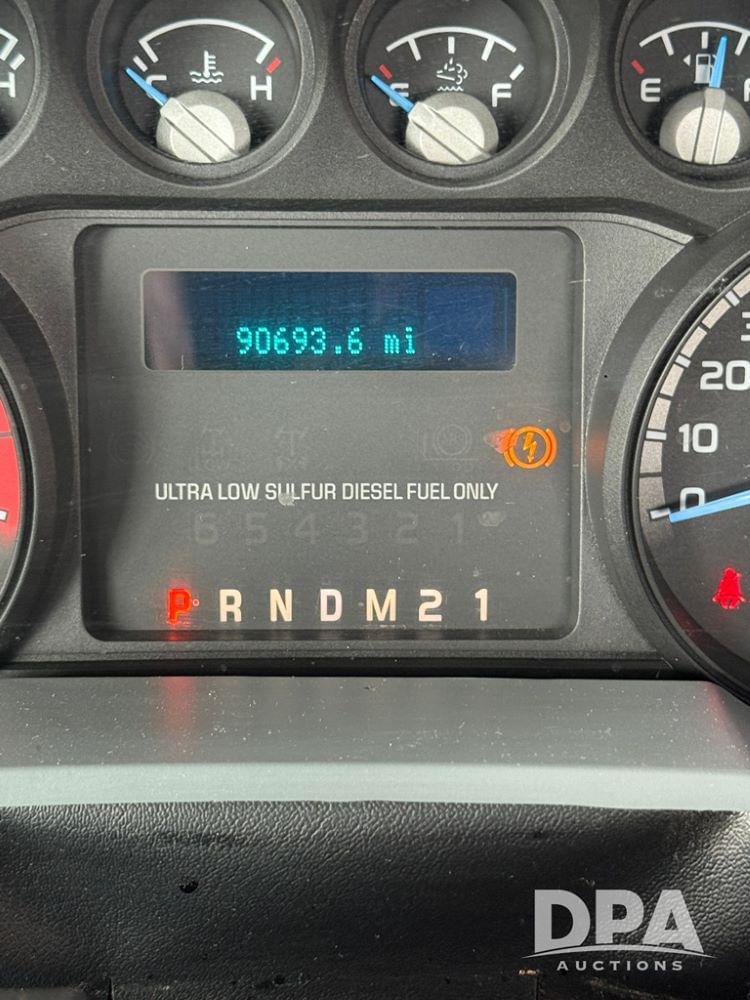 H
C H
E F
E F
90693.6 mi
20
10
0
ULTRA LOW SULFUR DIESEL FUEL ONLY
6 5 4 3 2 1
P R N D M 2 1
DPA
AUCTIONS